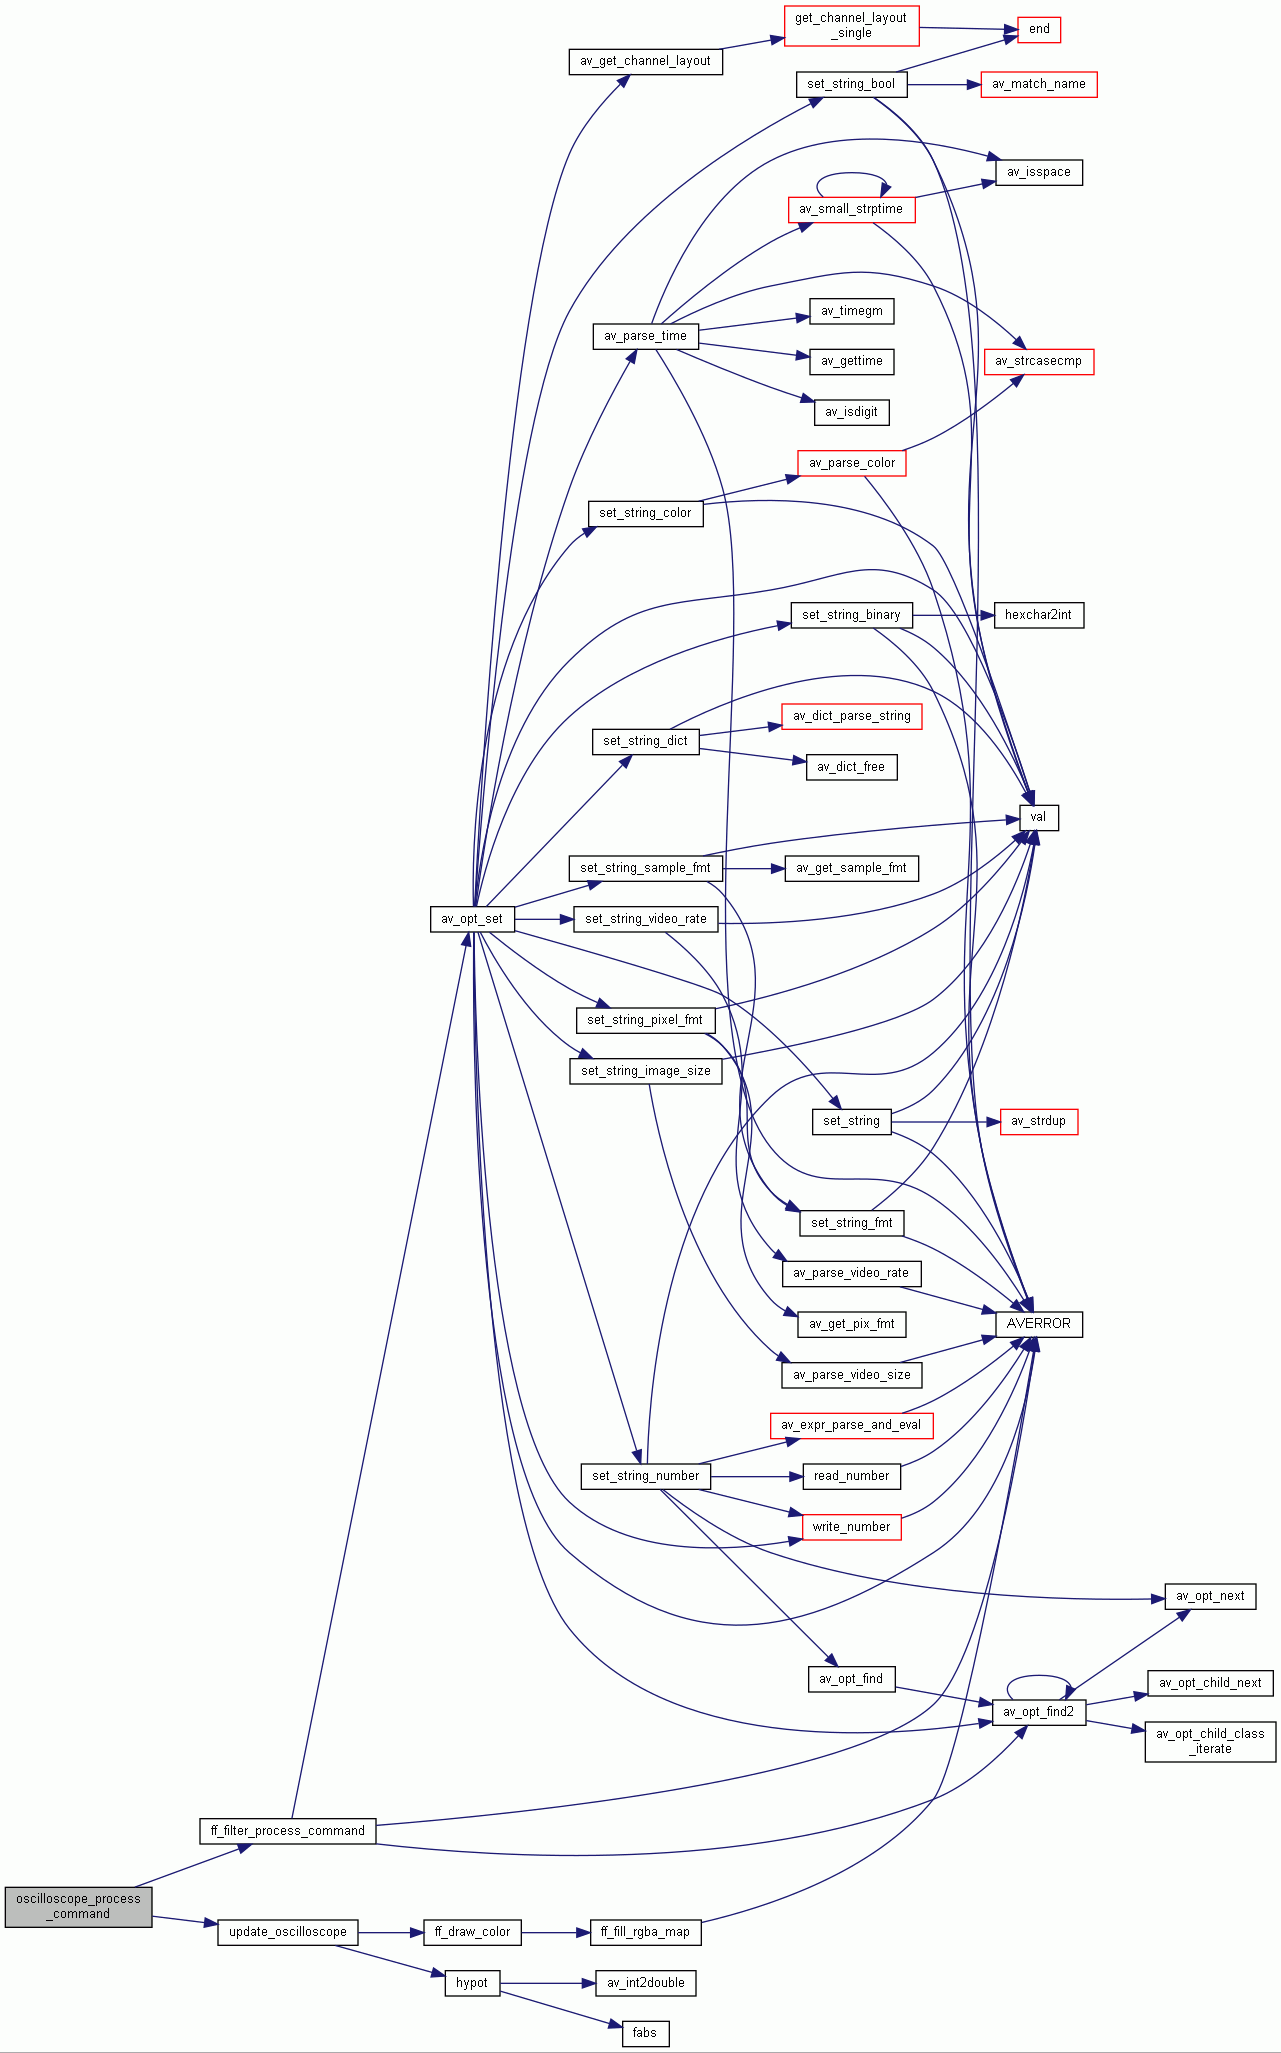 get_channel_layout
_single
end
av_get_channel_layout
set_string_bool
av_match_name
av_isspace
av_small_strptime
av_timegm
av_parse_time
av_gettime
av_strcasecmp
av_isdigit
av_parse_color
set_string_color
set_string_binary
hexchar2int
av_dict_parse_string
set_string_dict
av_dict_free
val
set_string_sample_fmt
av_get_sample_fmt
av_opt_set
set_string_video_rate
set_string_pixel_fmt
set_string_image_size
set_string
av_strdup
set_string_fmt
av_parse_video_rate
av_get_pix_fmt
AVERROR
av_parse_video_size
av_expr_parse_and_eval
set_string_number
read_number
write_number
av_opt_next
av_opt_find
av_opt_child_next
av_opt_find2
av_opt_child_class
_iterate
ff_filter_process_command
oscilloscope_process
_command
update_oscilloscope
ff_draw_color
ff_fill_rgba_map
hypot
av_int2double
fabs